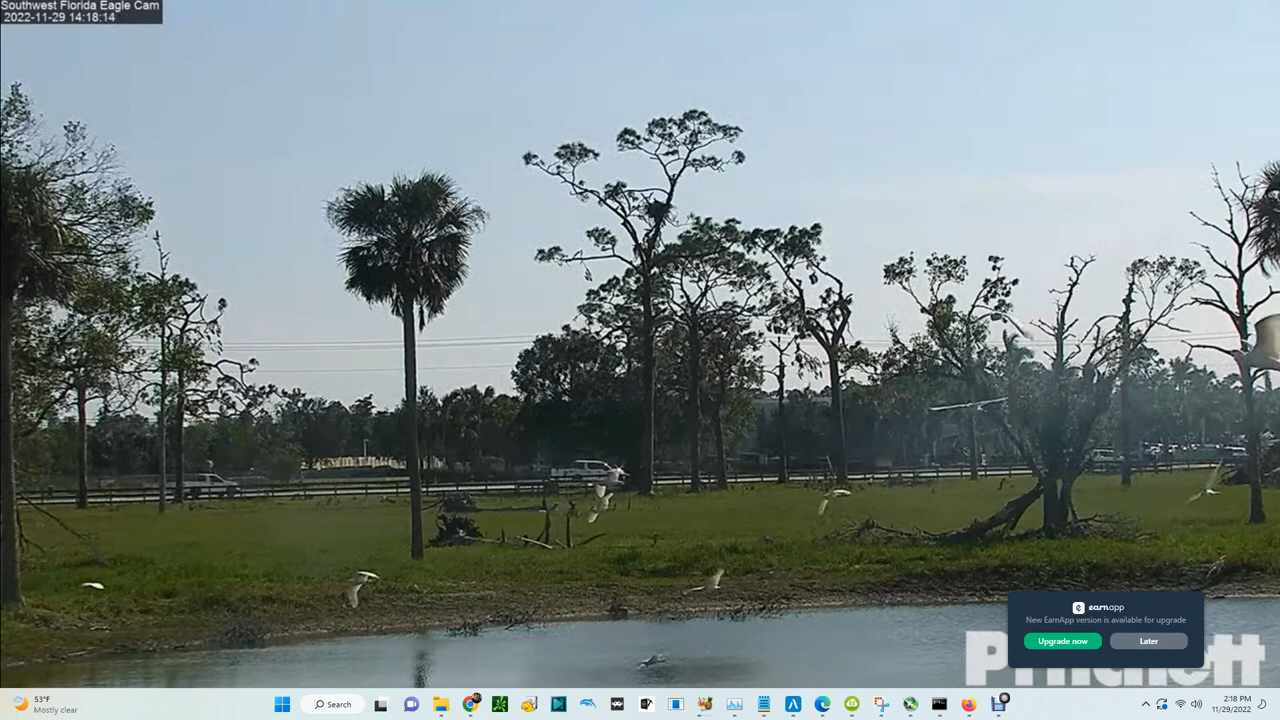 Southwest Florida Eagle Cam
2022-11-29 14:18:14
earnapp
New EarnApp version is available for upgrade
Upgrade now
Later
53°F
Mostly clear
Search
2:18 PM
11/29/2022